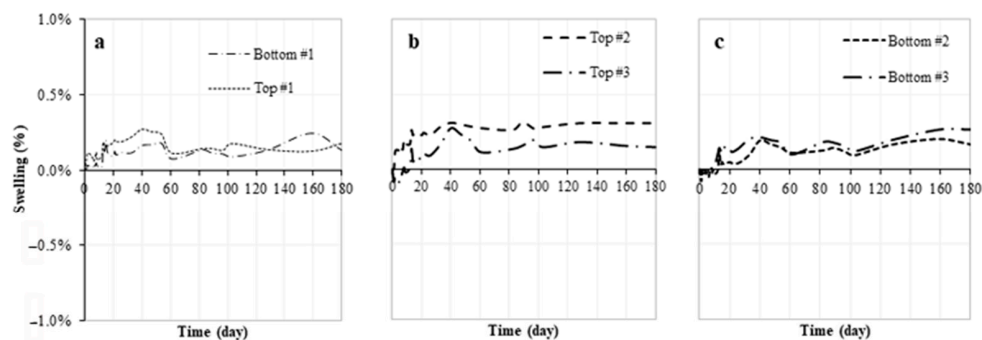 1.0%
0.5%
0.0%
−0.5%
−1.0%
Swelling (%)
a
Bottom #1
Top #1
0 20 40 60 80 100 120 140 160 180
Time (day)
b
Top #2
Top #3
0 20 40 60 80 100 120 140 160 180
Time (day)
c
Bottom #2
Bottom #3
0 20 40 60 80 100 120 140 160 180
Time (day)